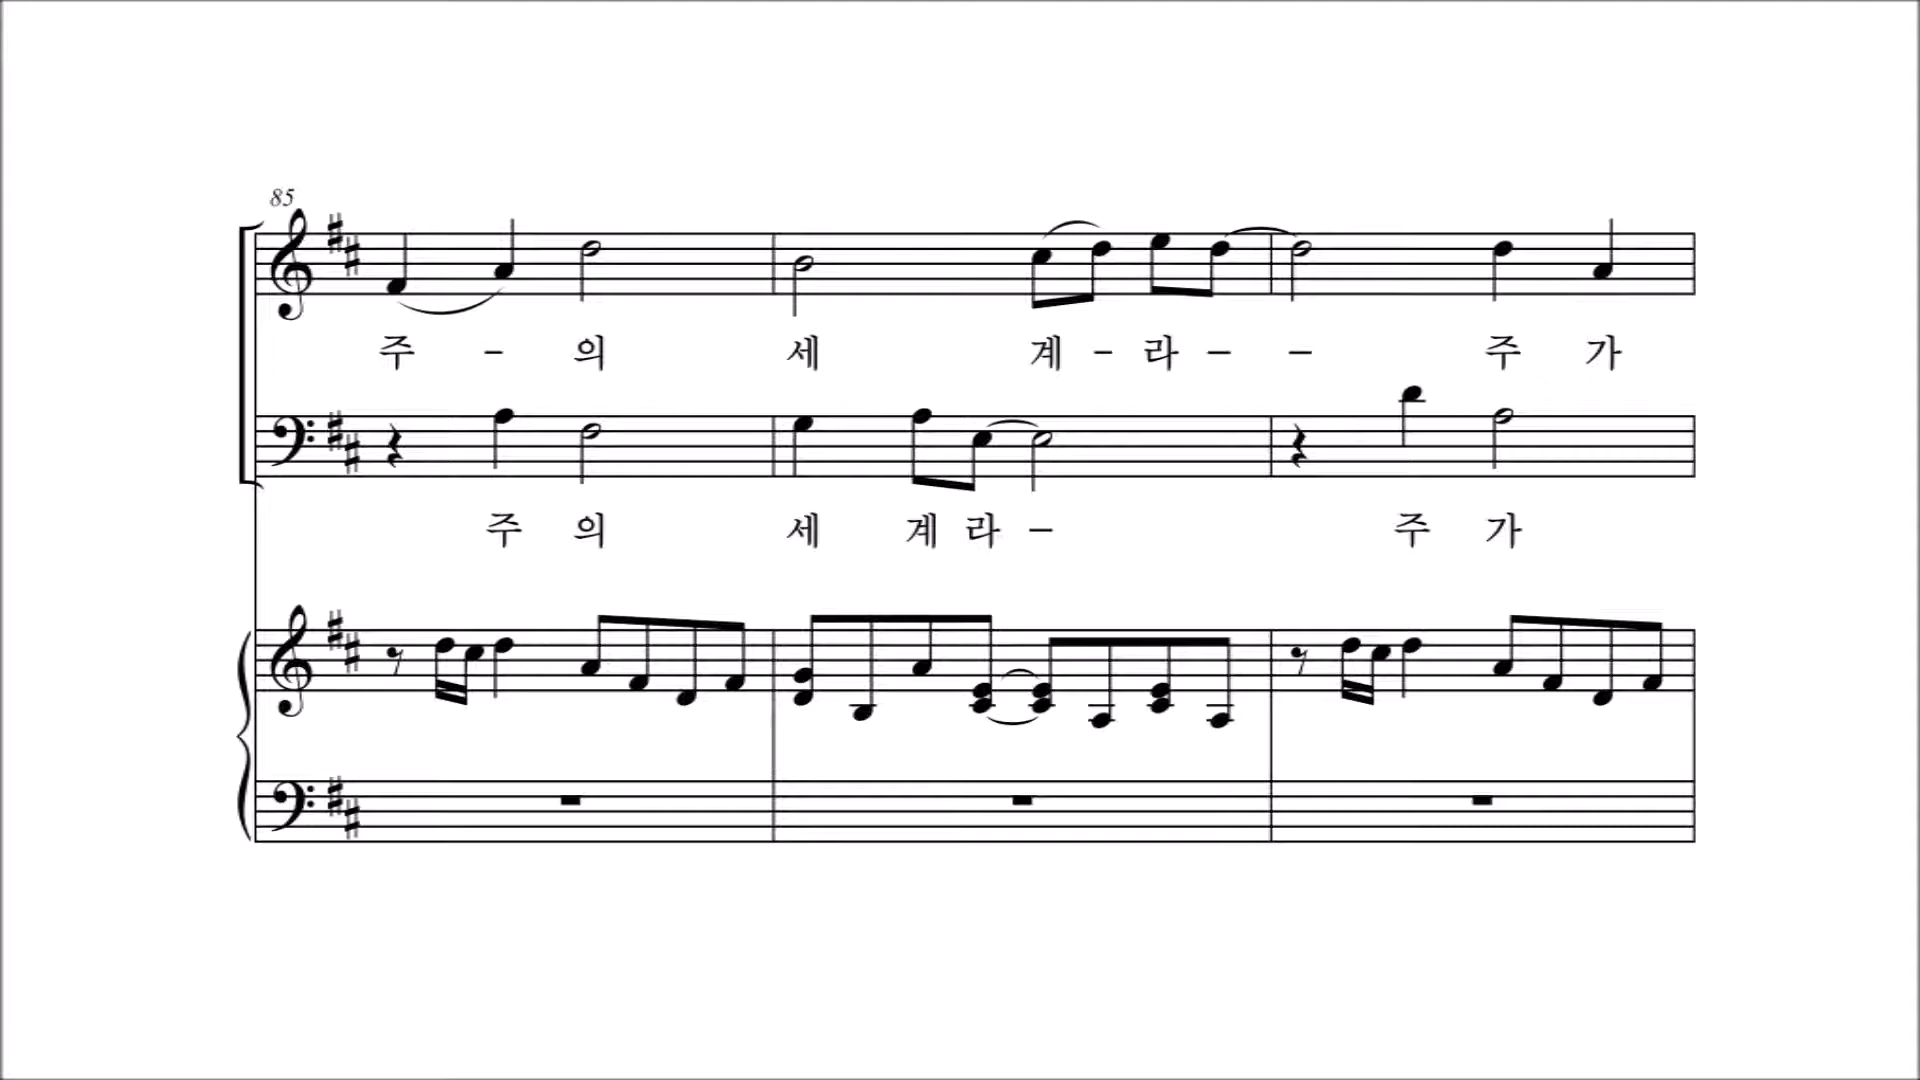 85
주 - 의 세 계 - 라 - - 주 가
주 의 세 계 라 - 주 가